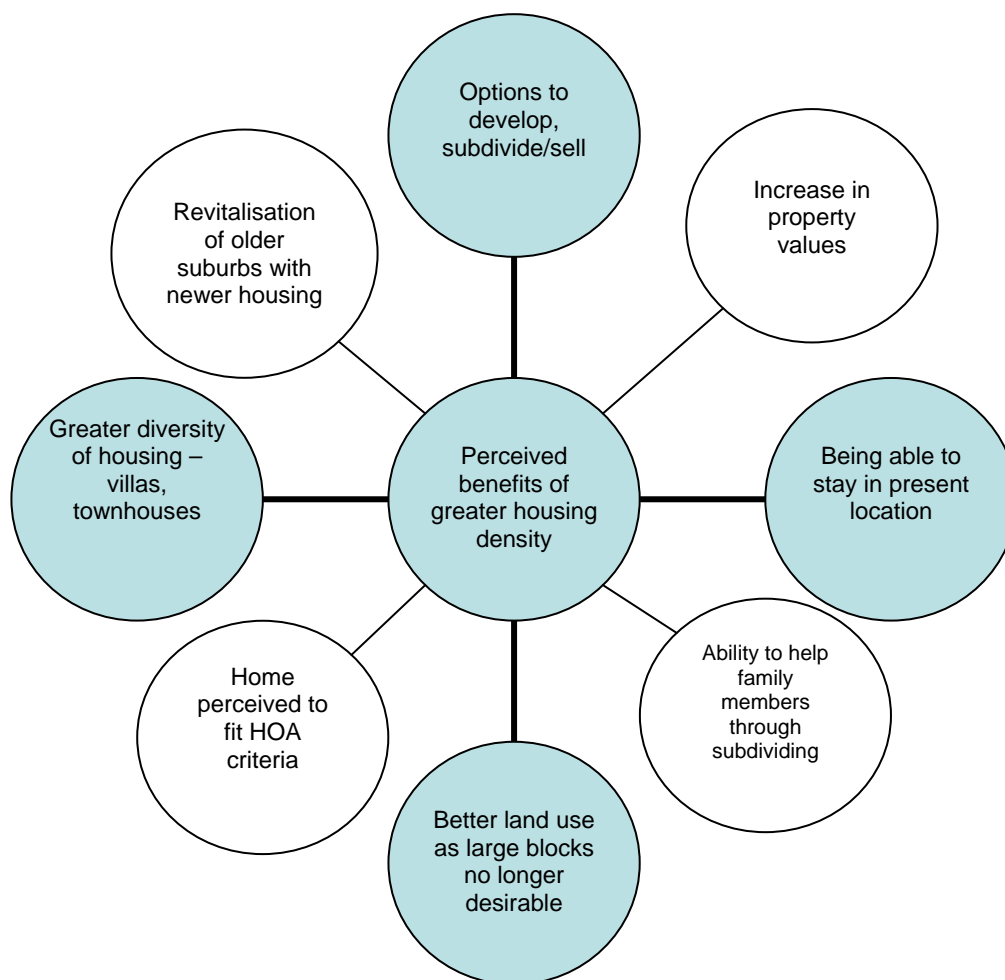 Options to
develop,
subdivide/sell
Revitalisation
of older
suburbs with
newer housing
Increase in
property
values
Greater diversity
of housing –
villas,
townhouses
Perceived
benefits of
greater housing
density
Being able to
stay in present
location
Home
perceived to
fit HOA
criteria
Ability to help
family
members
through
subdividing
Better land use
as large blocks
no longer
desirable